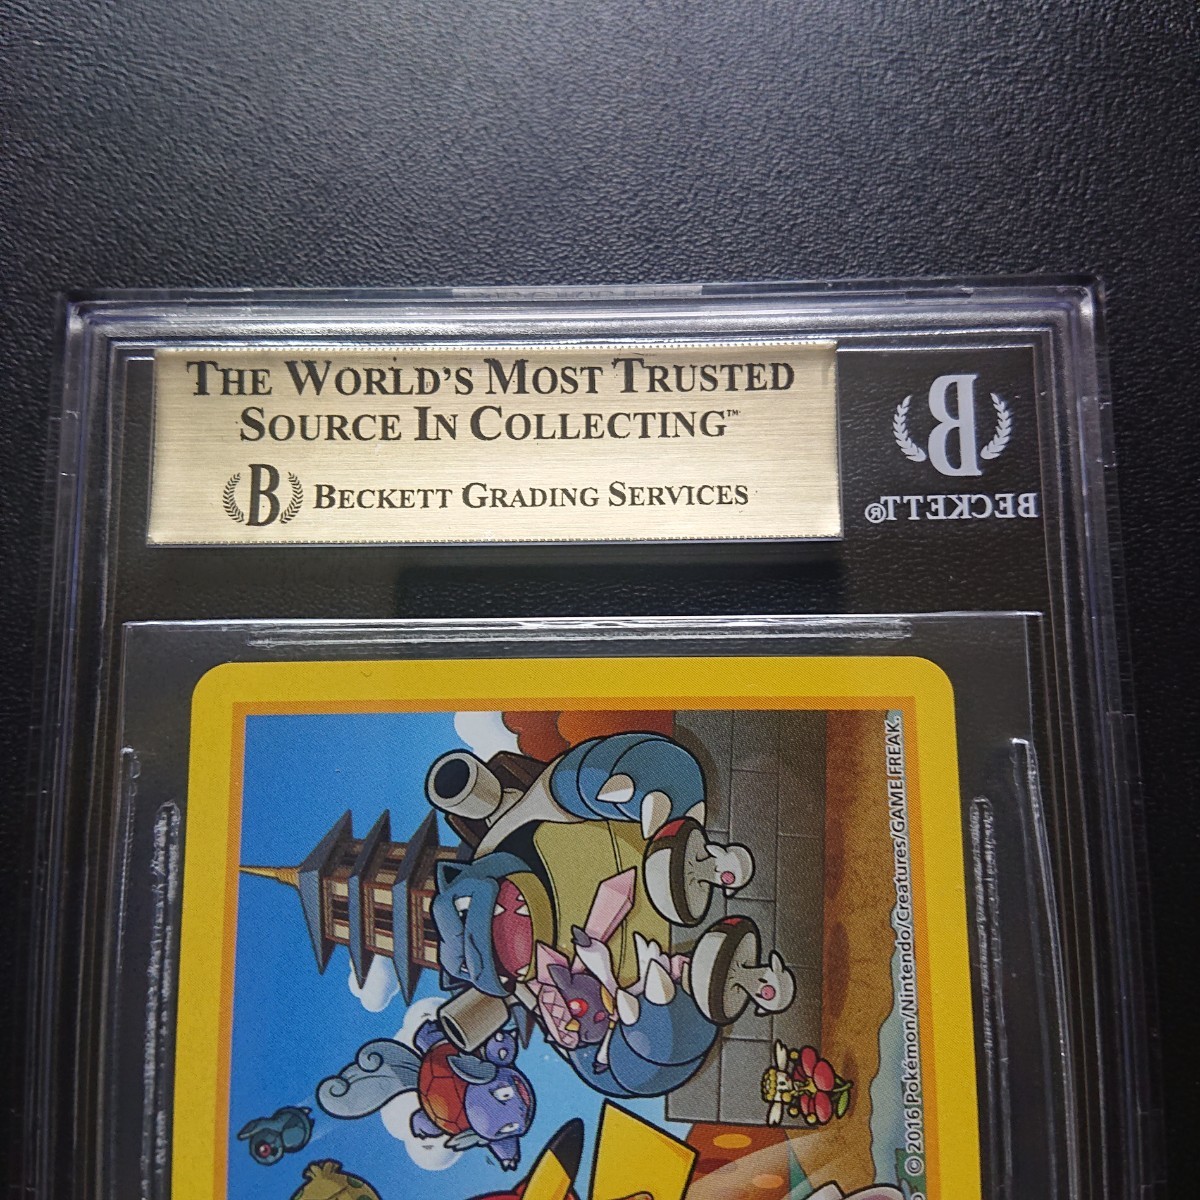 THE WORLD'S MOST TRUSTED
SOURCE IN COLLECTING™
B BECKETT GRADING SERVICES
B
BECKETT®
© 2016 Pokémon/Nintendo/Creatures/GAME FREAK.